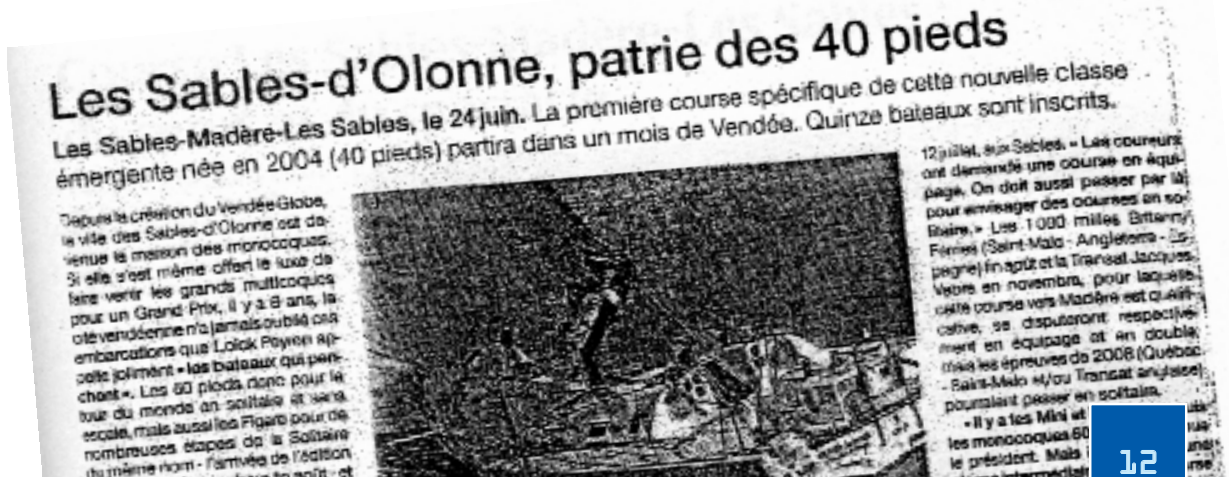 Les Sables-d'Olonne, patrie des 40 pieds
Les Sables-Madère-Les Sables, le 24 juin. La première course spécifique de cette nouvelle classe
émergente née en 2004 (40 pieds) partira dans un mois de Vendée. Quinze bateaux sont inscrits.
Depuis la création du Vendée Globe,
la ville des Sables-d'Olonne est de-
venue la maison des monocoques.
Si elle s'est même offert le luxe de
faire venir les grands multicoques
pour un Grand Prix, il y a 6 ans, la
cité vendéenne n'a jamais oublié ces
embarcations que Loïck Peyron ap-
pelle joliment « les bateaux qui pen-
chent ». Les 60 pieds donc pour le
tour du monde en solitaire et sans
escale, mais aussi les Figaro pour de
nombreuses étapes de la Solitaire
du même nom - l'arrivée de l'édition
août - et
12 juillet, aux Sables. « Les coureurs
ont demandé une course en équi-
page. On doit aussi passer par là
pour envisager des courses en so-
litaire. » Les 1 000 milles Brittany
Ferries (Saint-Malo - Angleterre - Es-
pagne) fin août et la Transat Jacques-
Vabre en novembre, pour laquelle
cette course vers Madère est qualifi-
cative, se disputeront respective-
ment en équipage et en double,
mais les épreuves de 2008 (Québec
- Saint-Malo et/ou Transat anglaise)
pourraient passer en solitaire.
« Il y a les Mini et
les monocoques 60
le président. Mais
12